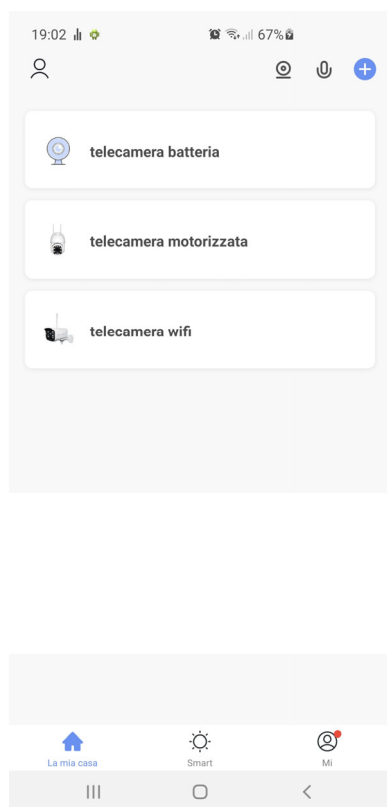 19:02 67%
telecamera batteria
telecamera motorizzata
telecamera wifi
La mia casa Smart Mi